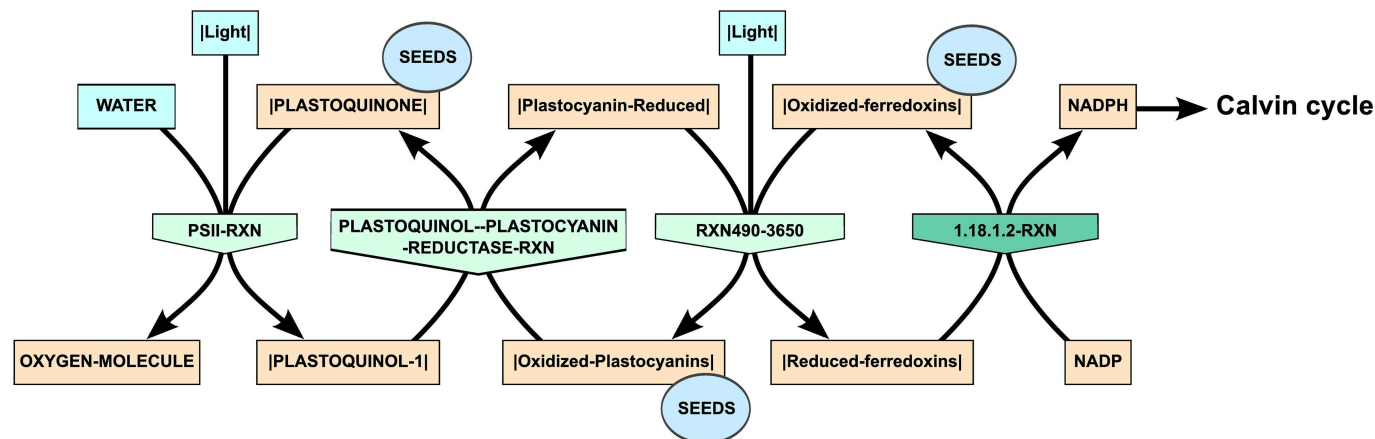 |Light|
|Light|
SEEDS
SEEDS
WATER
|PLASTOQUINONE|
|Plastocyanin-Reduced|
|Oxidized-ferredoxins|
NADPH
Calvin cycle
PSII-RXN
PLASTOQUINOL--PLASTOCYANIN
-REDUCTASE-RXN
RXN490-3650
1.18.1.2-RXN
OXYGEN-MOLECULE
|PLASTOQUINOL-1|
|Oxidized-Plastocyanins|
|Reduced-ferredoxins|
NADP
SEEDS